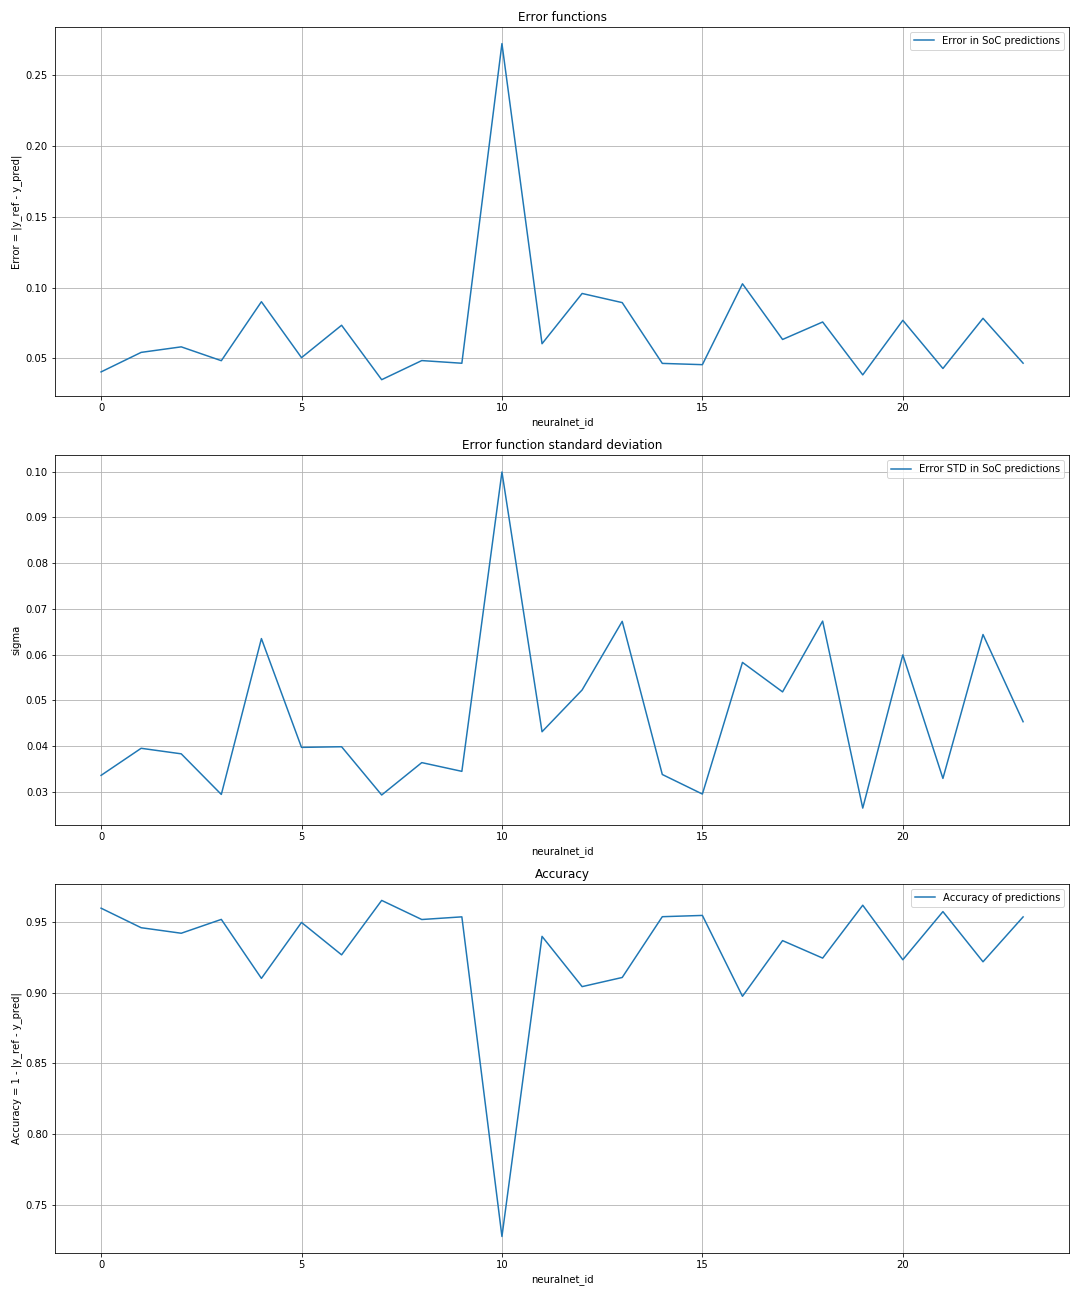 Error functions
Error in SoC predictions
Error = |y_ref - y_pred|
0.25
0.20
0.15
0.10
0.05
0 5 10 15 20
neuralnet_id
Error function standard deviation
Error STD in SoC predictions
sigma
0.10
0.09
0.08
0.07
0.06
0.05
0.04
0.03
0 5 10 15 20
neuralnet_id
Accuracy
Accuracy of predictions
Accuracy = 1 - |y_ref - y_pred|
0.95
0.90
0.85
0.80
0.75
0 5 10 15 20
neuralnet_id